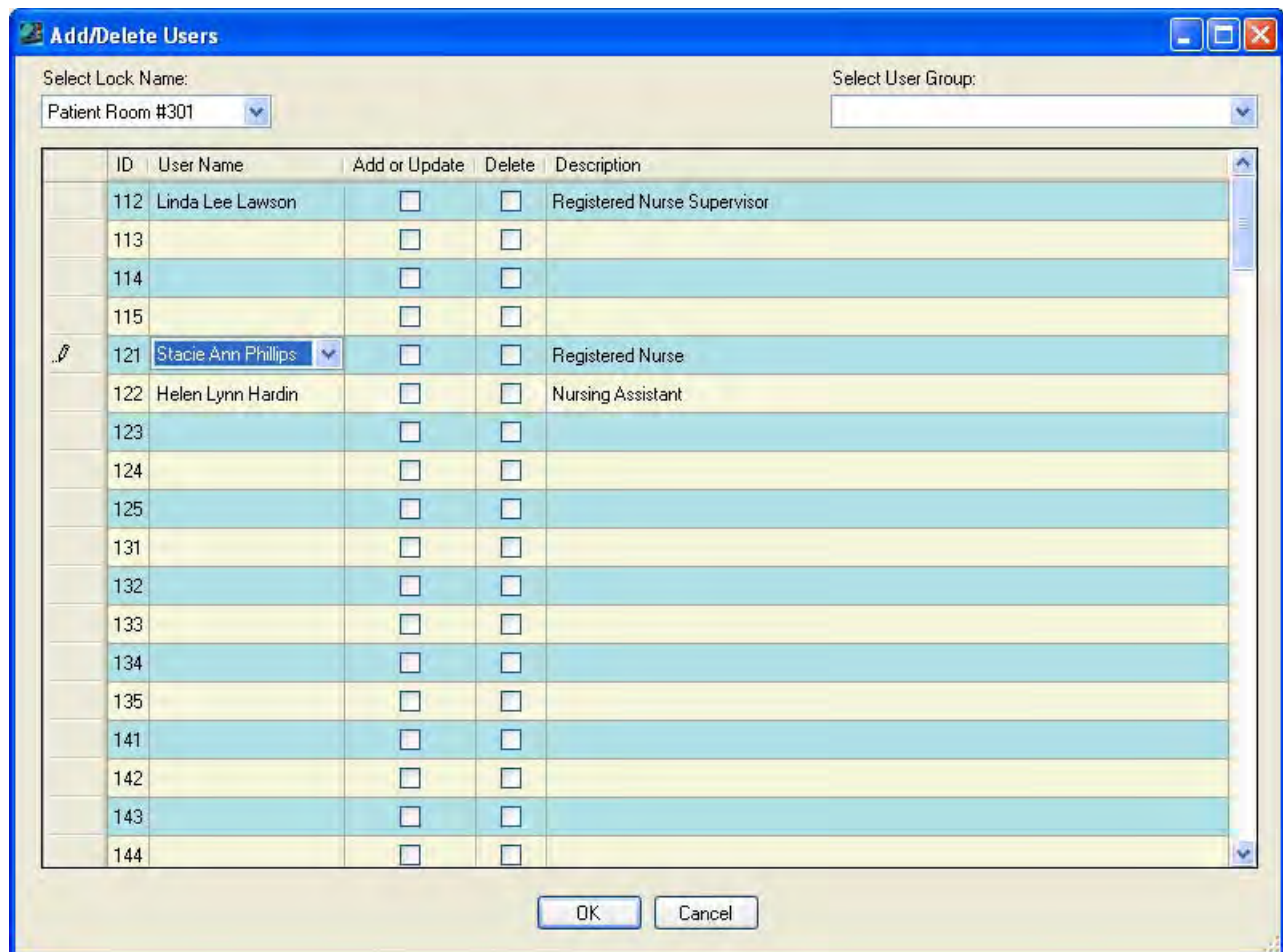 Add/Delete Users
Select Lock Name: Select User Group:
Patient Room #301
ID User Name Add or Update Delete Description
112 Linda Lee Lawson Registered Nurse Supervisor
113
114
115
121 Stacie Ann Phillips Registered Nurse
122 Helen Lynn Hardin Nursing Assistant
123
124
125
131
132
133
134
135
141
142
143
144
OK Cancel